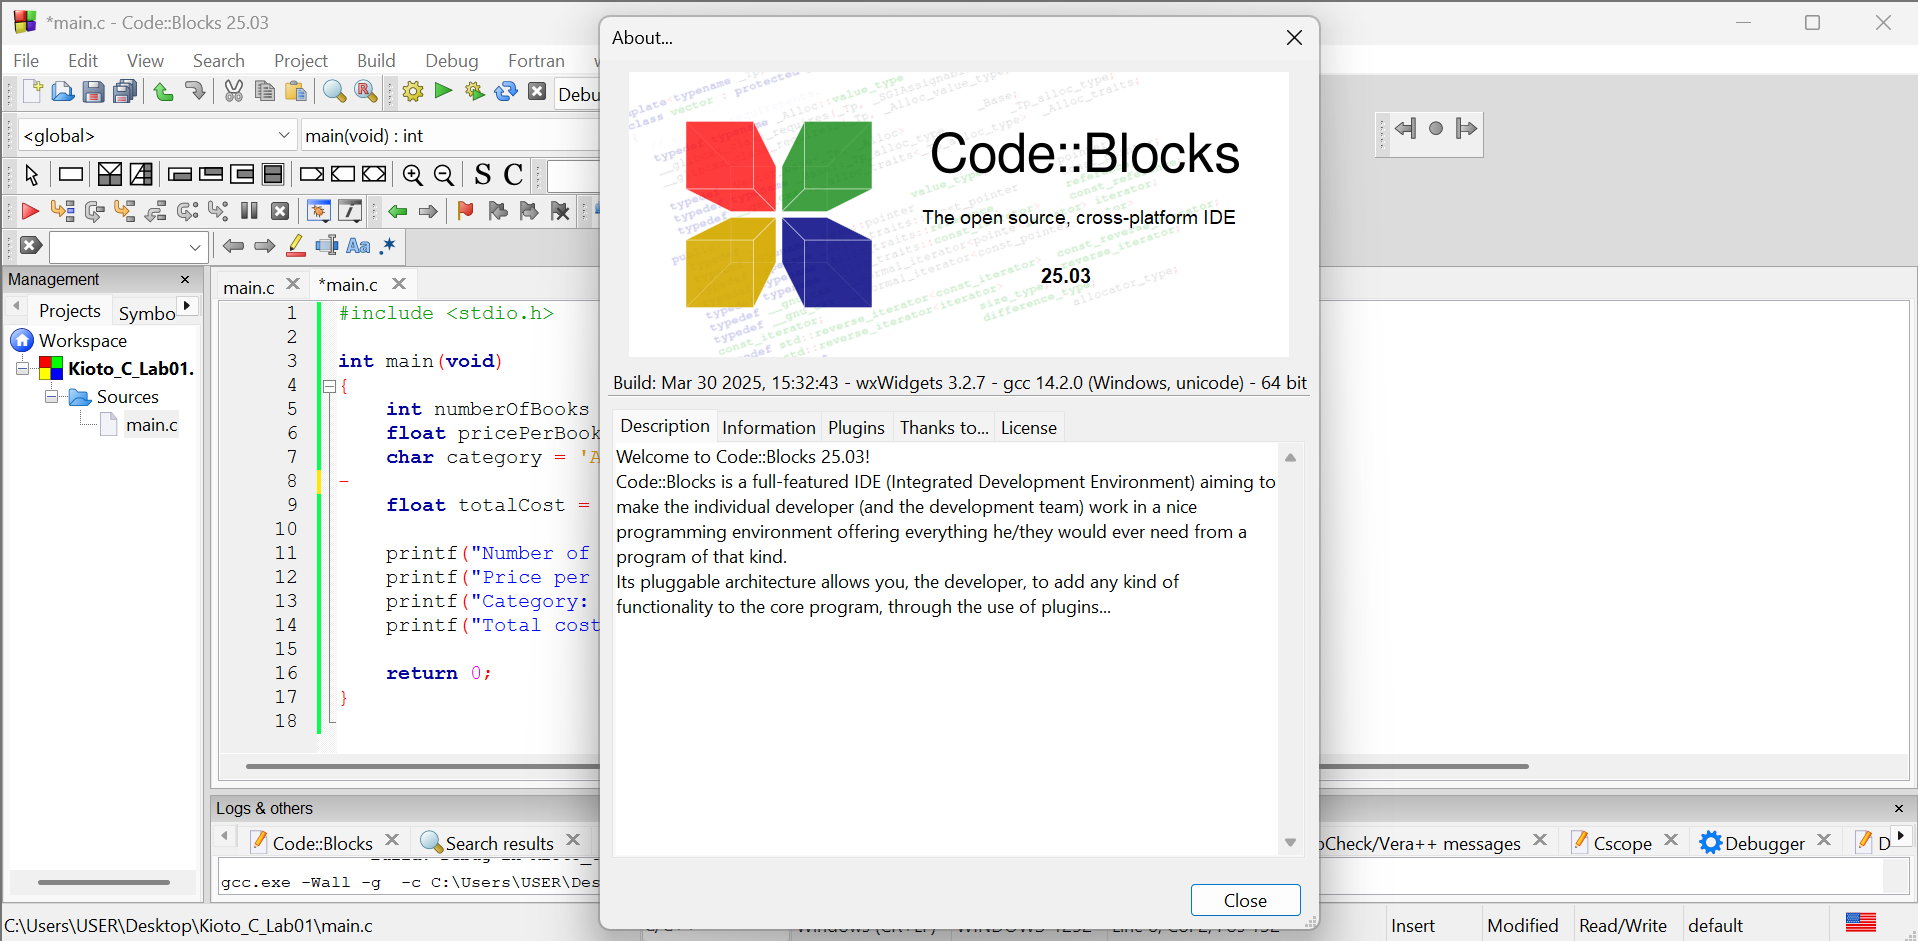 *main.c - Code::Blocks 25.03
File Edit View Search Project Build Debug Fortran
Debu
<global> main(void) : int
S C
Management
Projects Symbo
Workspace
Kioto_C_Lab01.
Sources
main.c
main.c *main.c
1 #include <stdio.h>
2
3 int main(void)
4 {
5 int numberOfBooks
6 float pricePerBook
7 char category = 'A
8 -
9 float totalCost =
10
11 printf("Number of
12 printf("Price per
13 printf("Category:
14 printf("Total cost
15
16 return 0;
17 }
18
About...
Code::Blocks
The open source, cross-platform IDE
25.03
Build: Mar 30 2025, 15:32:43 - wxWidgets 3.2.7 - gcc 14.2.0 (Windows, unicode) - 64 bit
Description Information Plugins Thanks to... License
Welcome to Code::Blocks 25.03!
Code::Blocks is a full-featured IDE (Integrated Development Environment) aiming to
make the individual developer (and the development team) work in a nice
programming environment offering everything he/they would ever need from a
program of that kind.
Its pluggable architecture allows you, the developer, to add any kind of
functionality to the core program, through the use of plugins...
Close
Logs & others
Code::Blocks Search results Check/Vera++ messages Cscope Debugger D
gcc.exe -Wall -g -c C:\Users\USER\Des
C:\Users\USER\Desktop\Kioto_C_Lab01\main.c Insert Modified Read/Write default